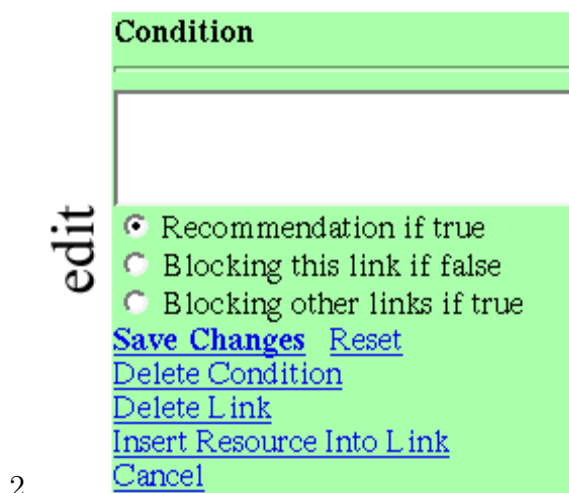 Condition
edit
Recommendation if true
Blocking this link if false
Blocking other links if true
Save Changes Reset
Delete Condition
Delete Link
Insert Resource Into Link
Cancel
2